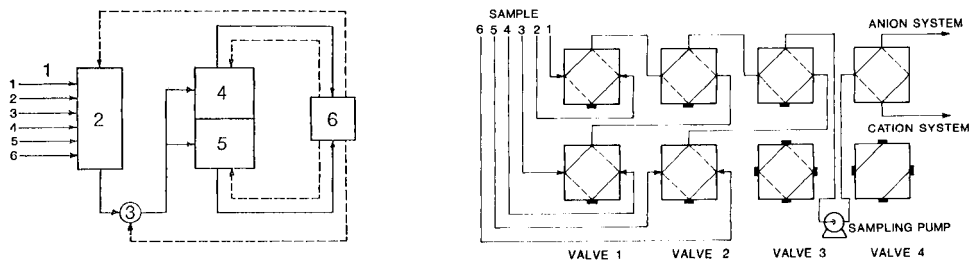 1
1
2
3
4
5
6
2
3
4
5
6
SAMPLE
6 5 4 3 2 1
ANION SYSTEM
CATION SYSTEM
SAMPLING PUMP
VALVE 1
VALVE 2
VALVE 3
VALVE 4